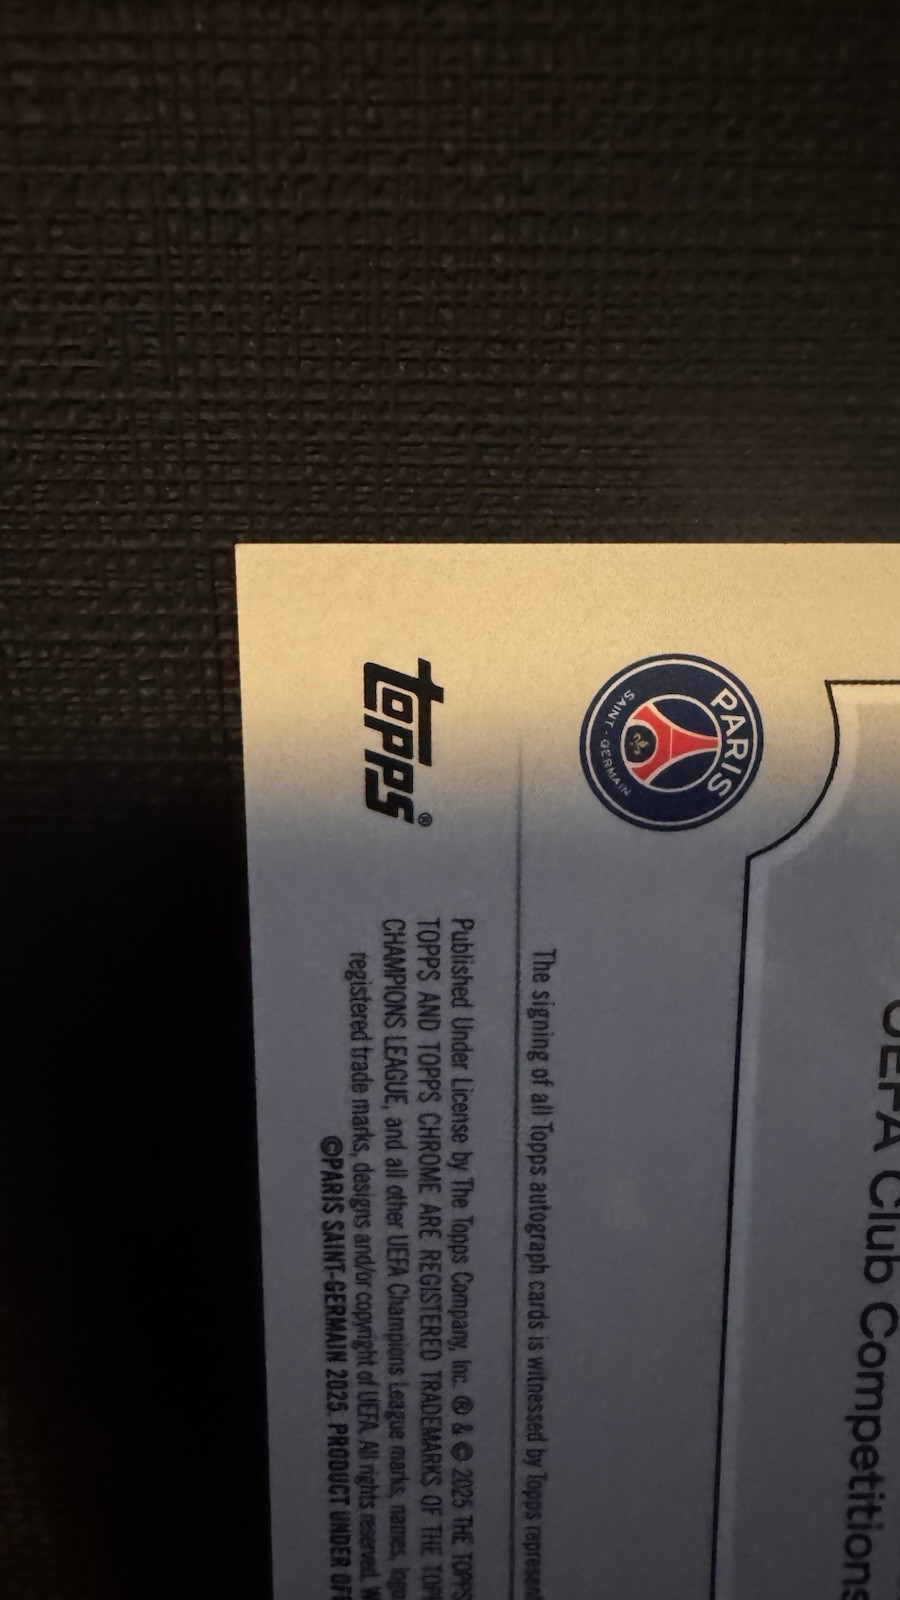 UEFA Club Competitions
PARIS
SAINT-GERMAIN
The signing of all Topps autograph cards is witnessed by Topps
topps®
Published Under License by The Topps Company, Inc. ® & © 2025 THE TOPPS
TOPPS AND TOPPS CHROME ARE REGISTERED TRADEMARKS OF THE
CHAMPIONS LEAGUE, and all other UEFA Champions League marks, names,
registered trade marks, designs and/or copyright of UEFA. All rights reserved.
©PARIS SAINT-GERMAIN 2025. PRODUCT UNDER